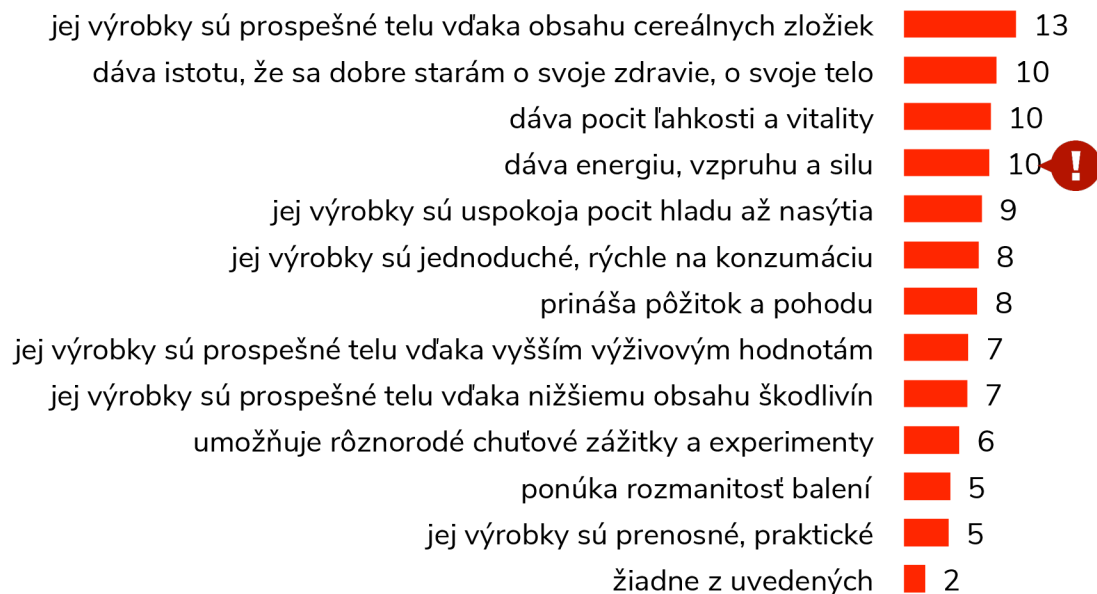 jej výrobky sú prospešné telu vďaka obsahu cereálnych zložiek 13
dáva istotu, že sa dobre starám o svoje zdravie, o svoje telo 10
dáva pocit ľahkosti a vitality 10
dáva energiu, vzpruhu a silu 10 !
jej výrobky sú uspokoja pocit hladu až nasýtia 9
jej výrobky sú jednoduché, rýchle na konzumáciu 8
prináša pôžitok a pohodu 8
jej výrobky sú prospešné telu vďaka vyšším výživovým hodnotám 7
jej výrobky sú prospešné telu vďaka nižšiemu obsahu škodlivín 7
umožňuje rôznorodé chuťové zážitky a experimenty 6
ponúka rozmanitosť balení 5
jej výrobky sú prenosné, praktické 5
žiadne z uvedených 2